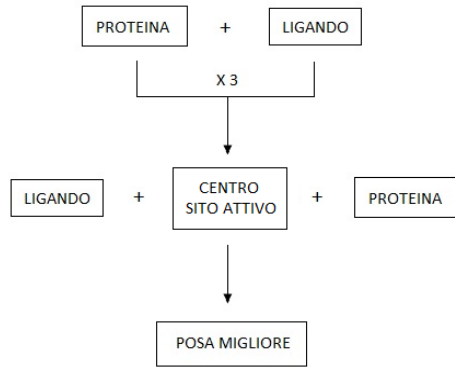 PROTEINA + LIGANDO
X 3
LIGANDO + CENTRO SITO ATTIVO + PROTEINA
POSA MIGLIORE